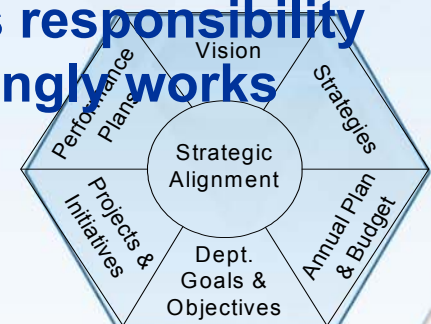 s responsibility
ngly works
Vision
Strategies
Annual Plan
& Budget
Dept.
Goals &
Objectives
Projects &
Initiatives
Performance
Plans
Strategic
Alignment